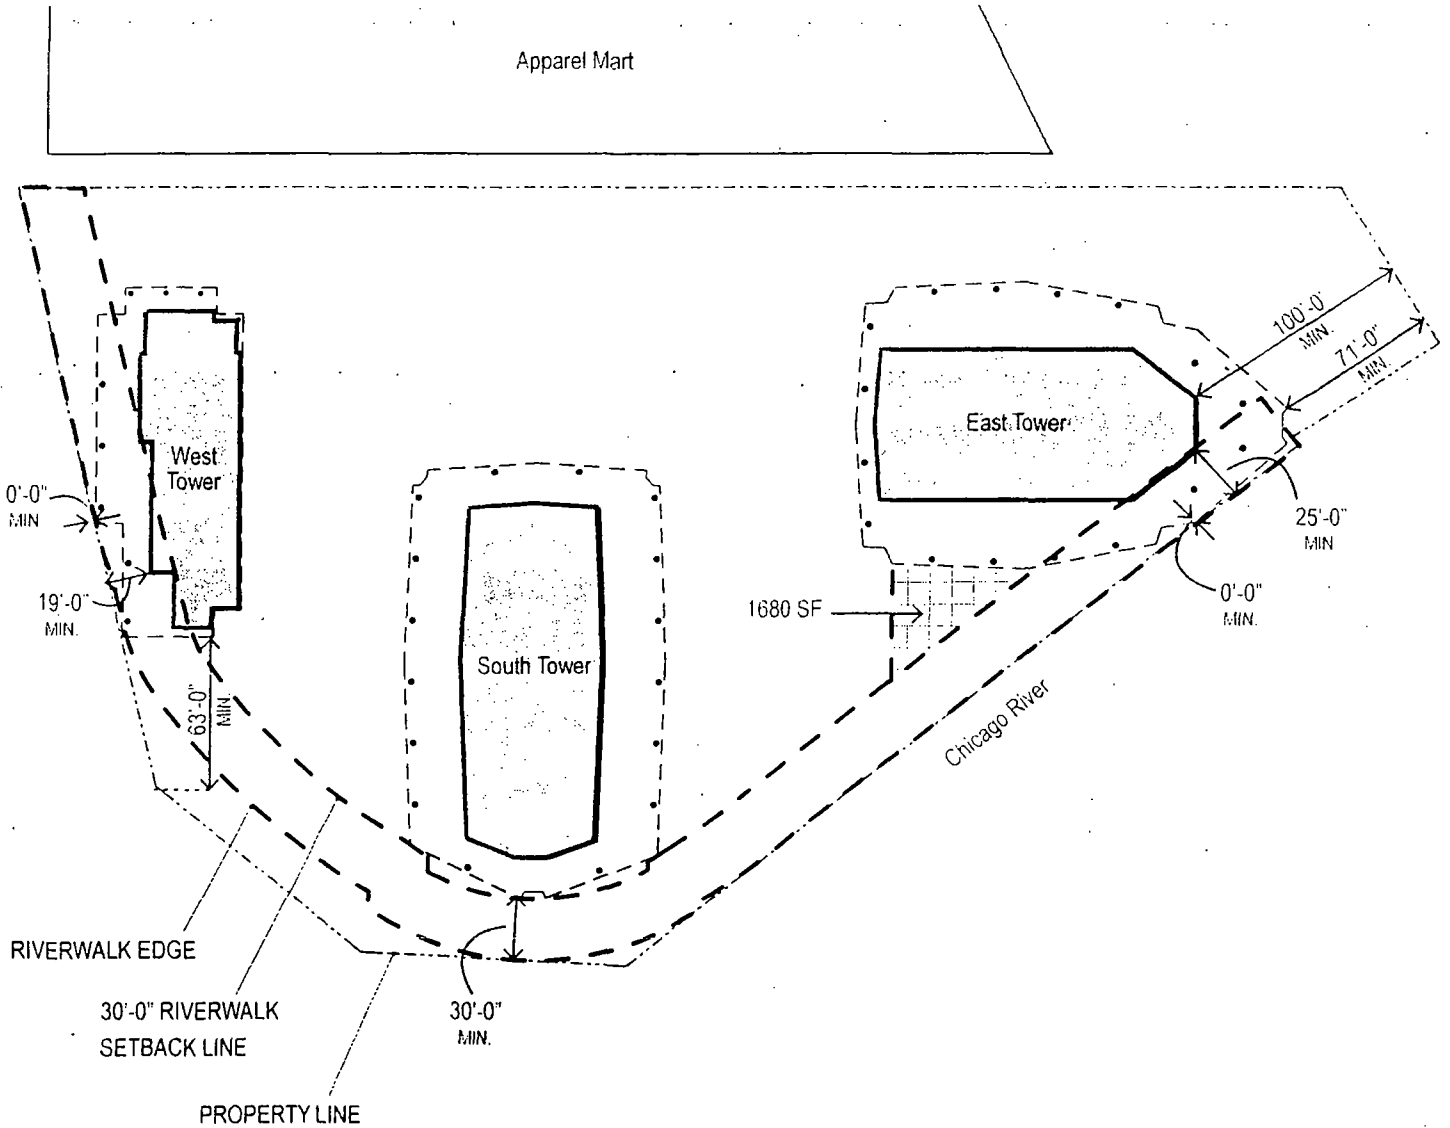 Apparel Mart
100'-0'
MIN.
71'-0"
MIN.
East Tower
West
Tower
0'-0"
MIN
25'-0"
MIN
19'-0"
MIN.
1680 SF
0'-0"
MIN.
South Tower
63'-0"
MIN.
Chicago River
RIVERWALK EDGE
30'-0" RIVERWALK
SETBACK LINE
30'-0"
MIN.
PROPERTY LINE